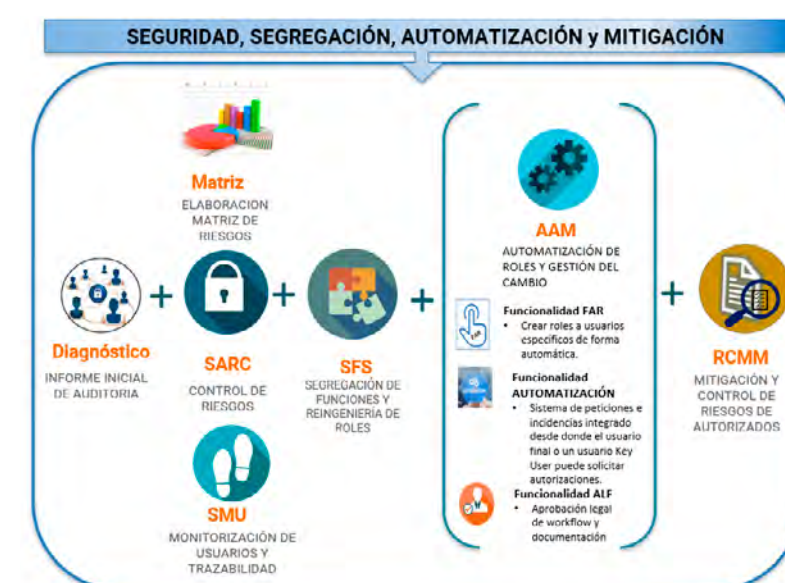 SEGURIDAD, SEGREGACIÓN, AUTOMATIZACIÓN y MITIGACIÓN
Diagnóstico
INFORME INICIAL
DE AUDITORIA
+
Matriz
ELABORACION
MATRIZ DE
RIESGOS
SARC
CONTROL DE
RIESGOS
SMU
MONITORIZACIÓN DE
USUARIOS Y
TRAZABILIDAD
+
SFS
SEGREGACIÓN DE
FUNCIONES Y
REINGENIERÍA DE
ROLES
+
AAM
AUTOMATIZACIÓN DE
ROLES Y GESTIÓN DEL
CAMBIO
Funcionalidad FAR
• Crear roles a usuarios
específicos de forma
automática.
Funcionalidad
AUTOMATIZACIÓN
• Sistema de peticiones e
incidencias integrado
desde donde el usuario
final o un usuario Key
User puede solicitar
autorizaciones.
Funcionalidad ALF
• Aprobación legal
de workflow y
documentación
+
RCMM
MITIGACIÓN Y
CONTROL DE
RIESGOS DE
AUTORIZADOS